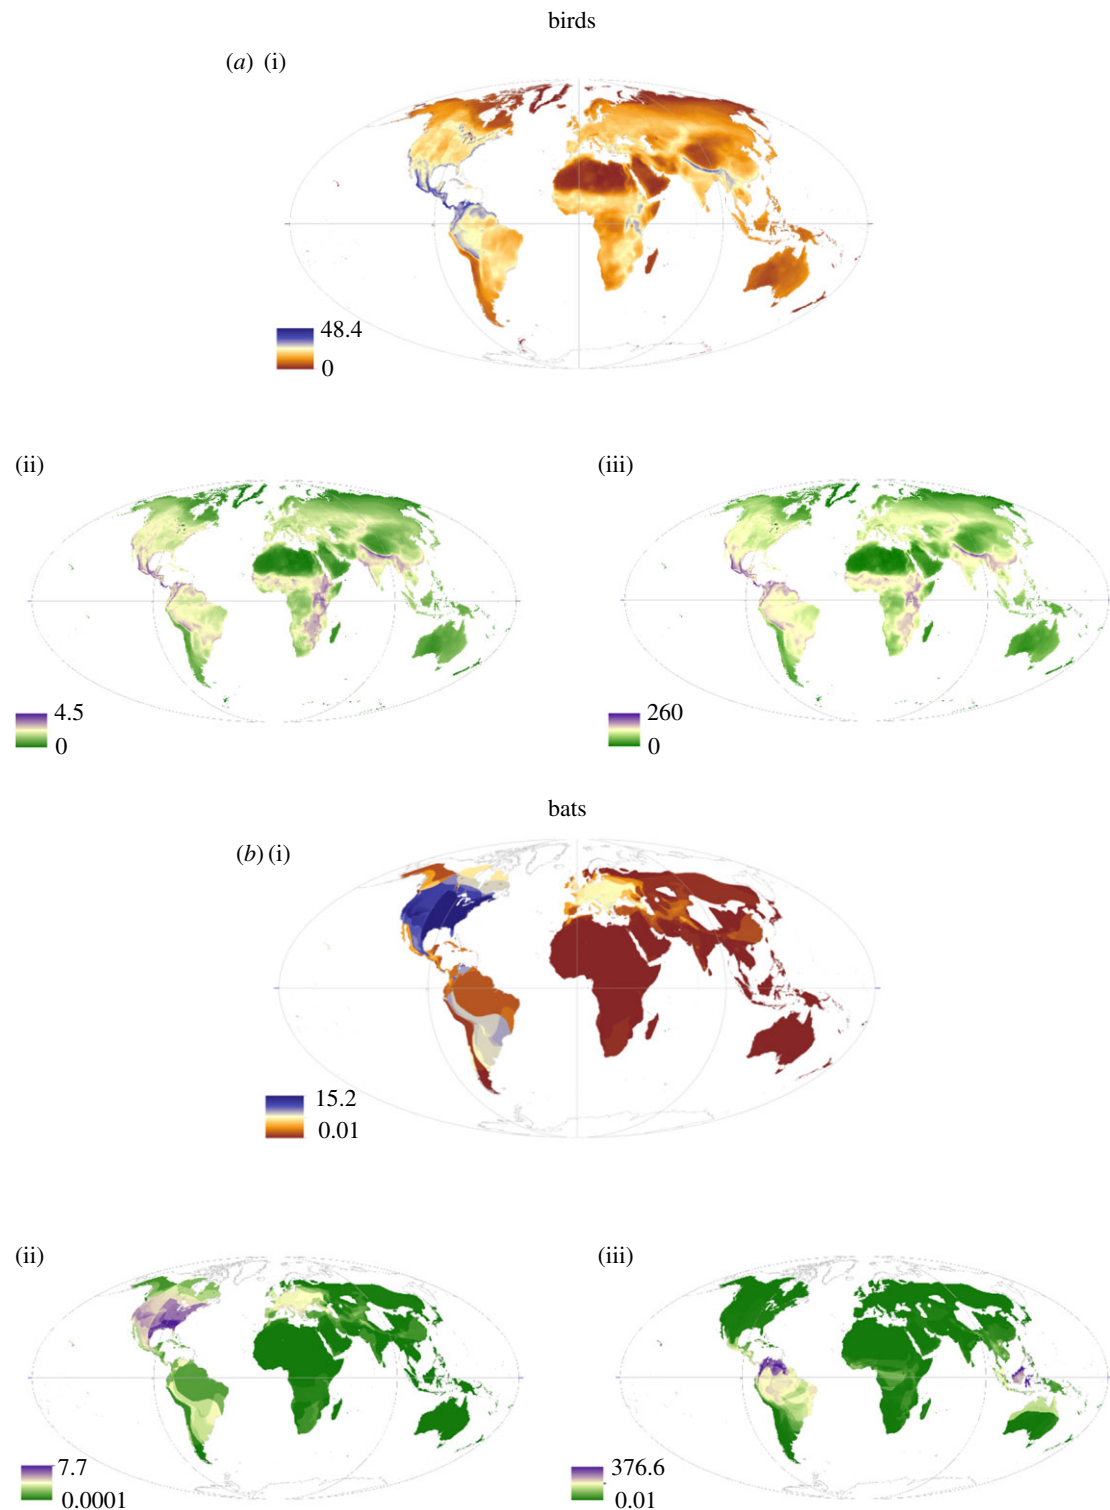 birds
(a) (i)
48.4
0
(ii)
4.5
0
(iii)
260
0
bats
(b) (i)
15.2
0.01
(ii)
7.7
0.0001
(iii)
376.6
0.01